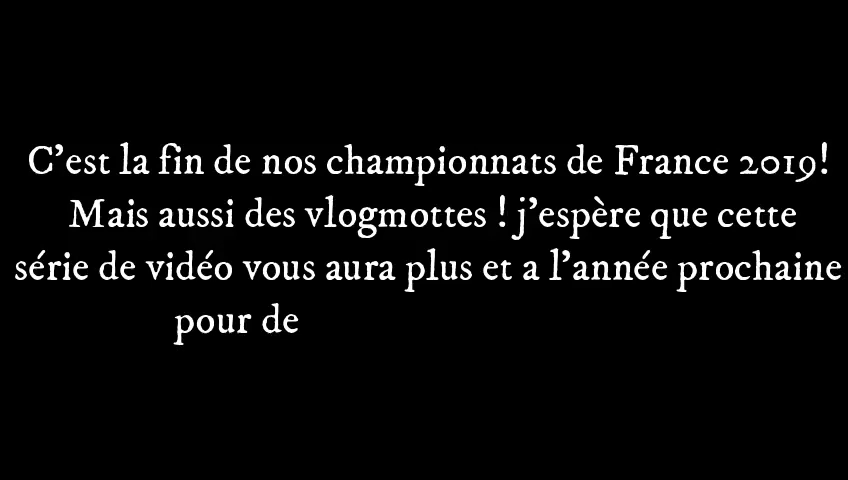 C'est la fin de nos championnats de France 2019!
Mais aussi des vlogmottes ! j'espère que cette
série de vidéo vous aura plus et a l'année prochaine
pour de